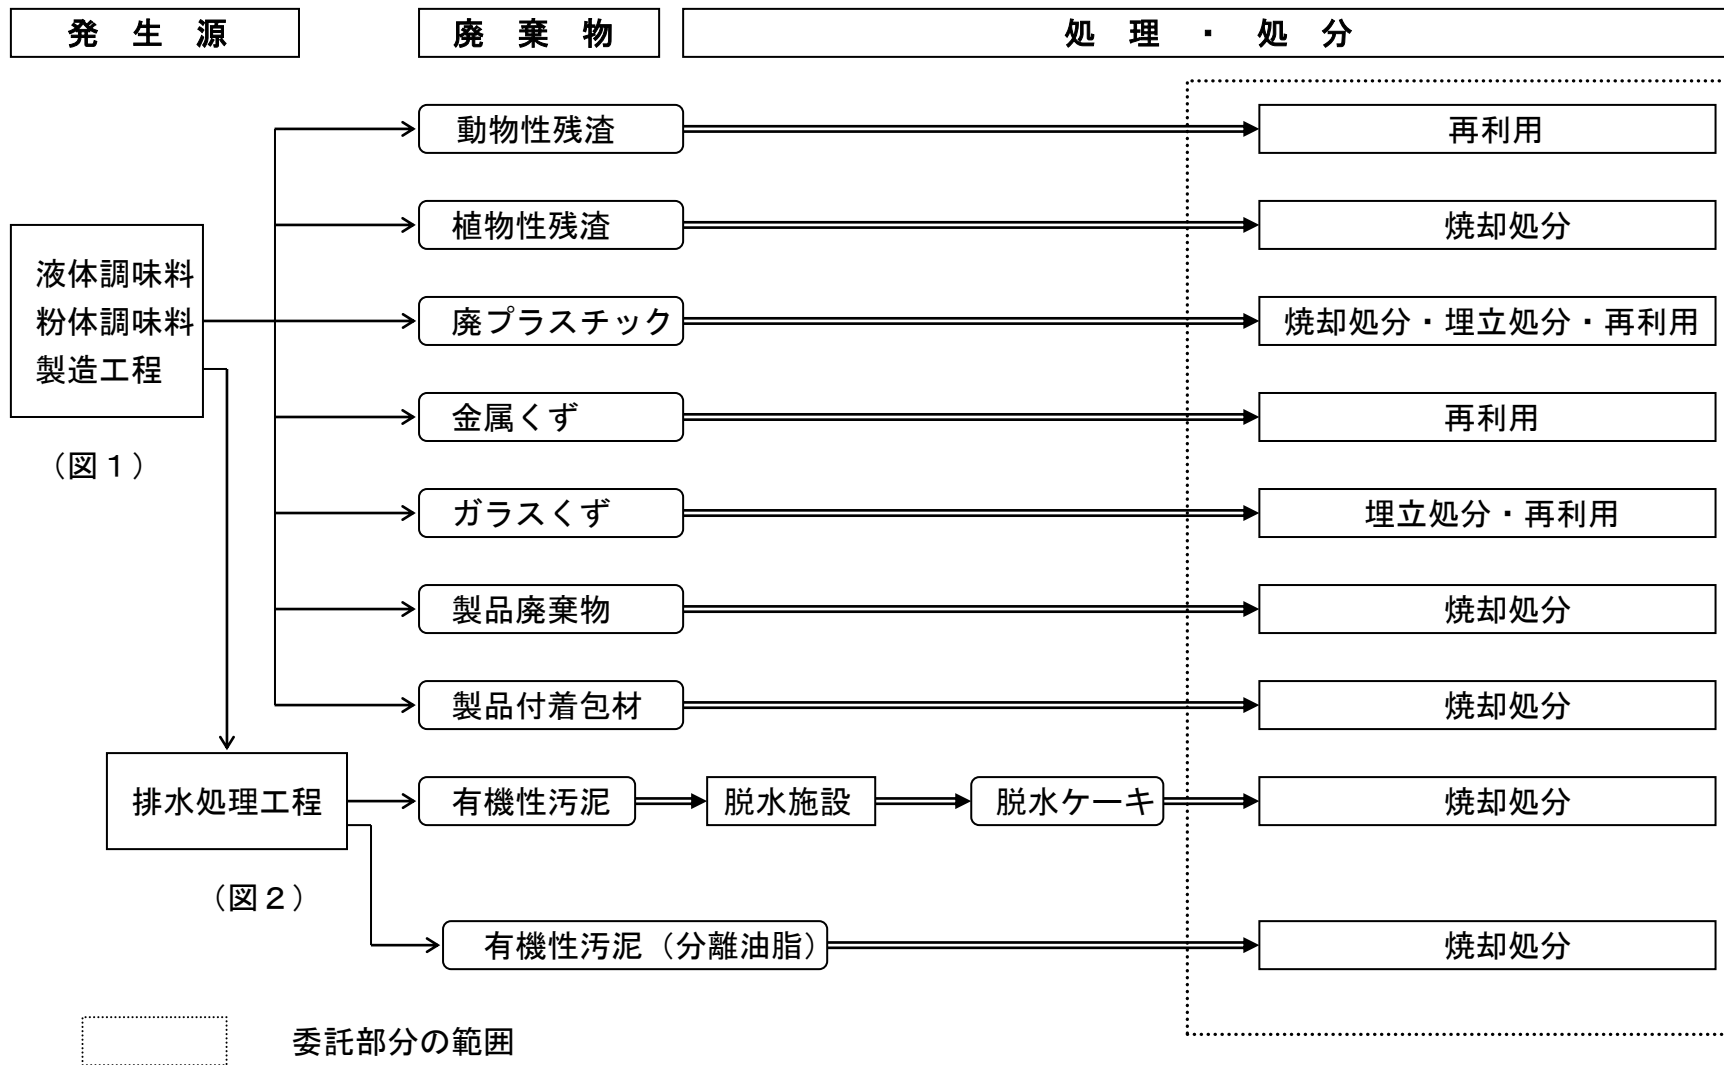 発 生 源
廃 棄 物
処 理 ・ 処 分
動物性残渣
再利用
植物性残渣
焼却処分
液体調味料
粉体調味料
製造工程
(図1)
廃プラスチック
焼却処分・埋立処分・再利用
金属くず
再利用
ガラスくず
埋立処分・再利用
製品廃棄物
焼却処分
製品付着包材
焼却処分
排水処理工程
(図2)
有機性汚泥
脱水施設
脱水ケーキ
焼却処分
有機性汚泥(分離油脂)
焼却処分
委託部分の範囲